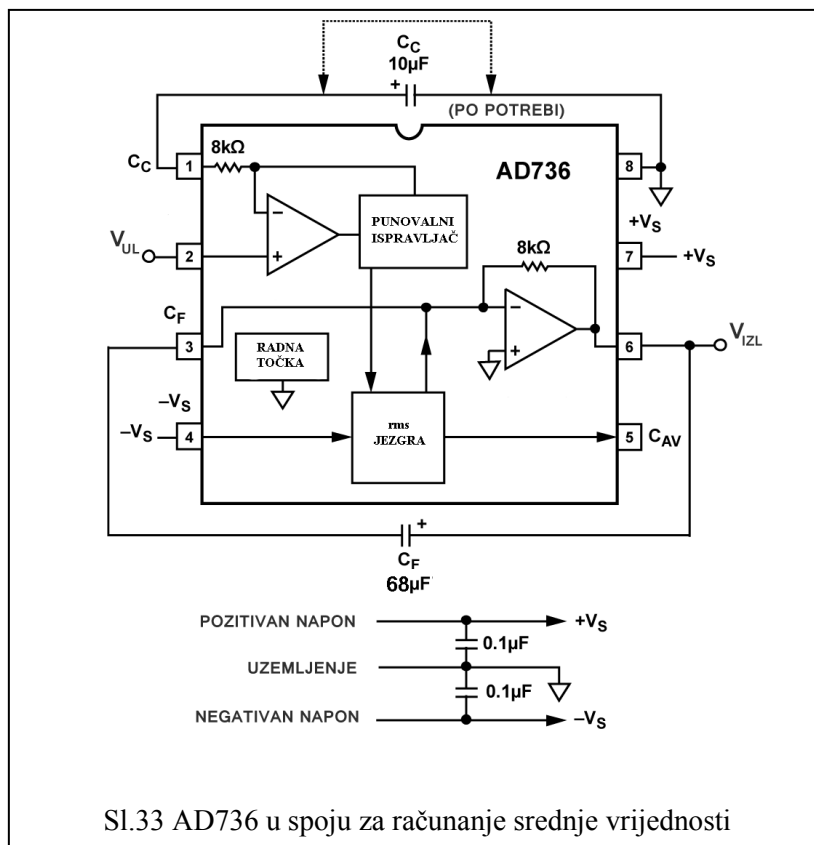 C_C
10µF
+
(PO POTREBI)
8kΩ
C_C 1
8
AD736
PUNOVALNI
ISPRAVLJAČ
−
+
+V_S
V_UL
2
8kΩ
7 +V_S
C_F
3
−
+
6
V_IZL
RADNA
TOČKA
−V_S
−V_S 4
rms
JEZGRA
5 C_AV
+
C_F
68µF
POZITIVAN NAPON
+V_S
0.1µF
UZEMLJENJE
0.1µF
NEGATIVAN NAPON
−V_S
Sl.33 AD736 u spoju za računanje srednje vrijednosti